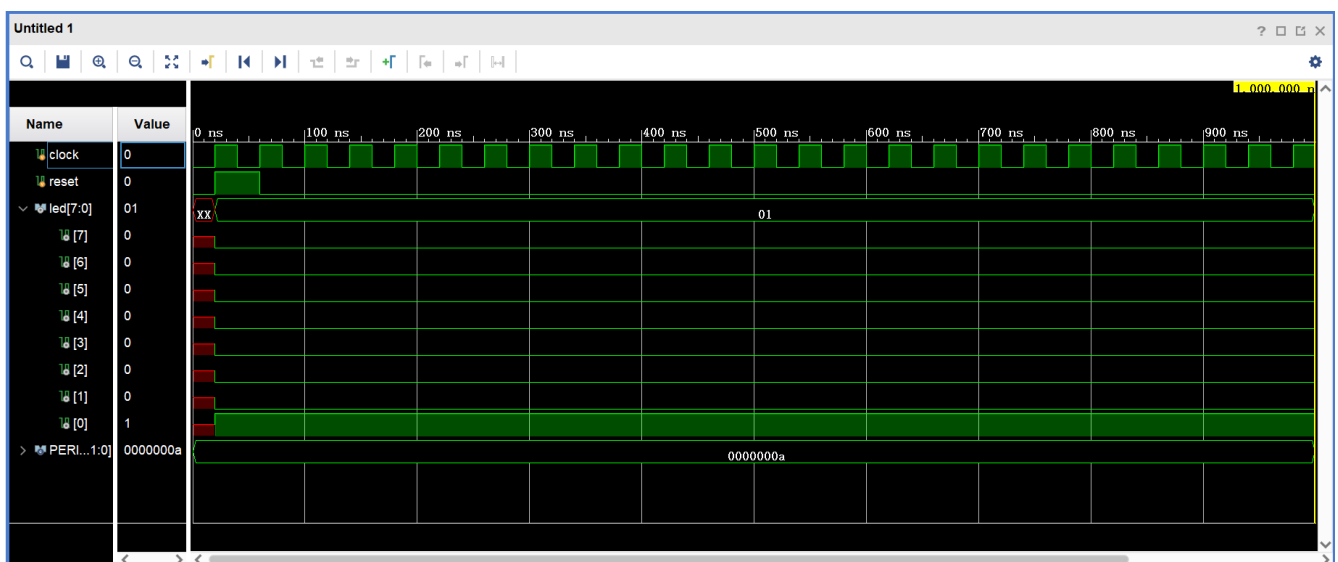 Untitled 1
1,000,000 n
Name Value
0 ns 100 ns 200 ns 300 ns 400 ns 500 ns 600 ns 700 ns 800 ns 900 ns
clock 0
reset 0
led[7:0] 01 XX 01
[7] 0
[6] 0
[5] 0
[4] 0
[3] 0
[2] 0
[1] 0
[0] 1
PERI...1:0] 0000000a 0000000a